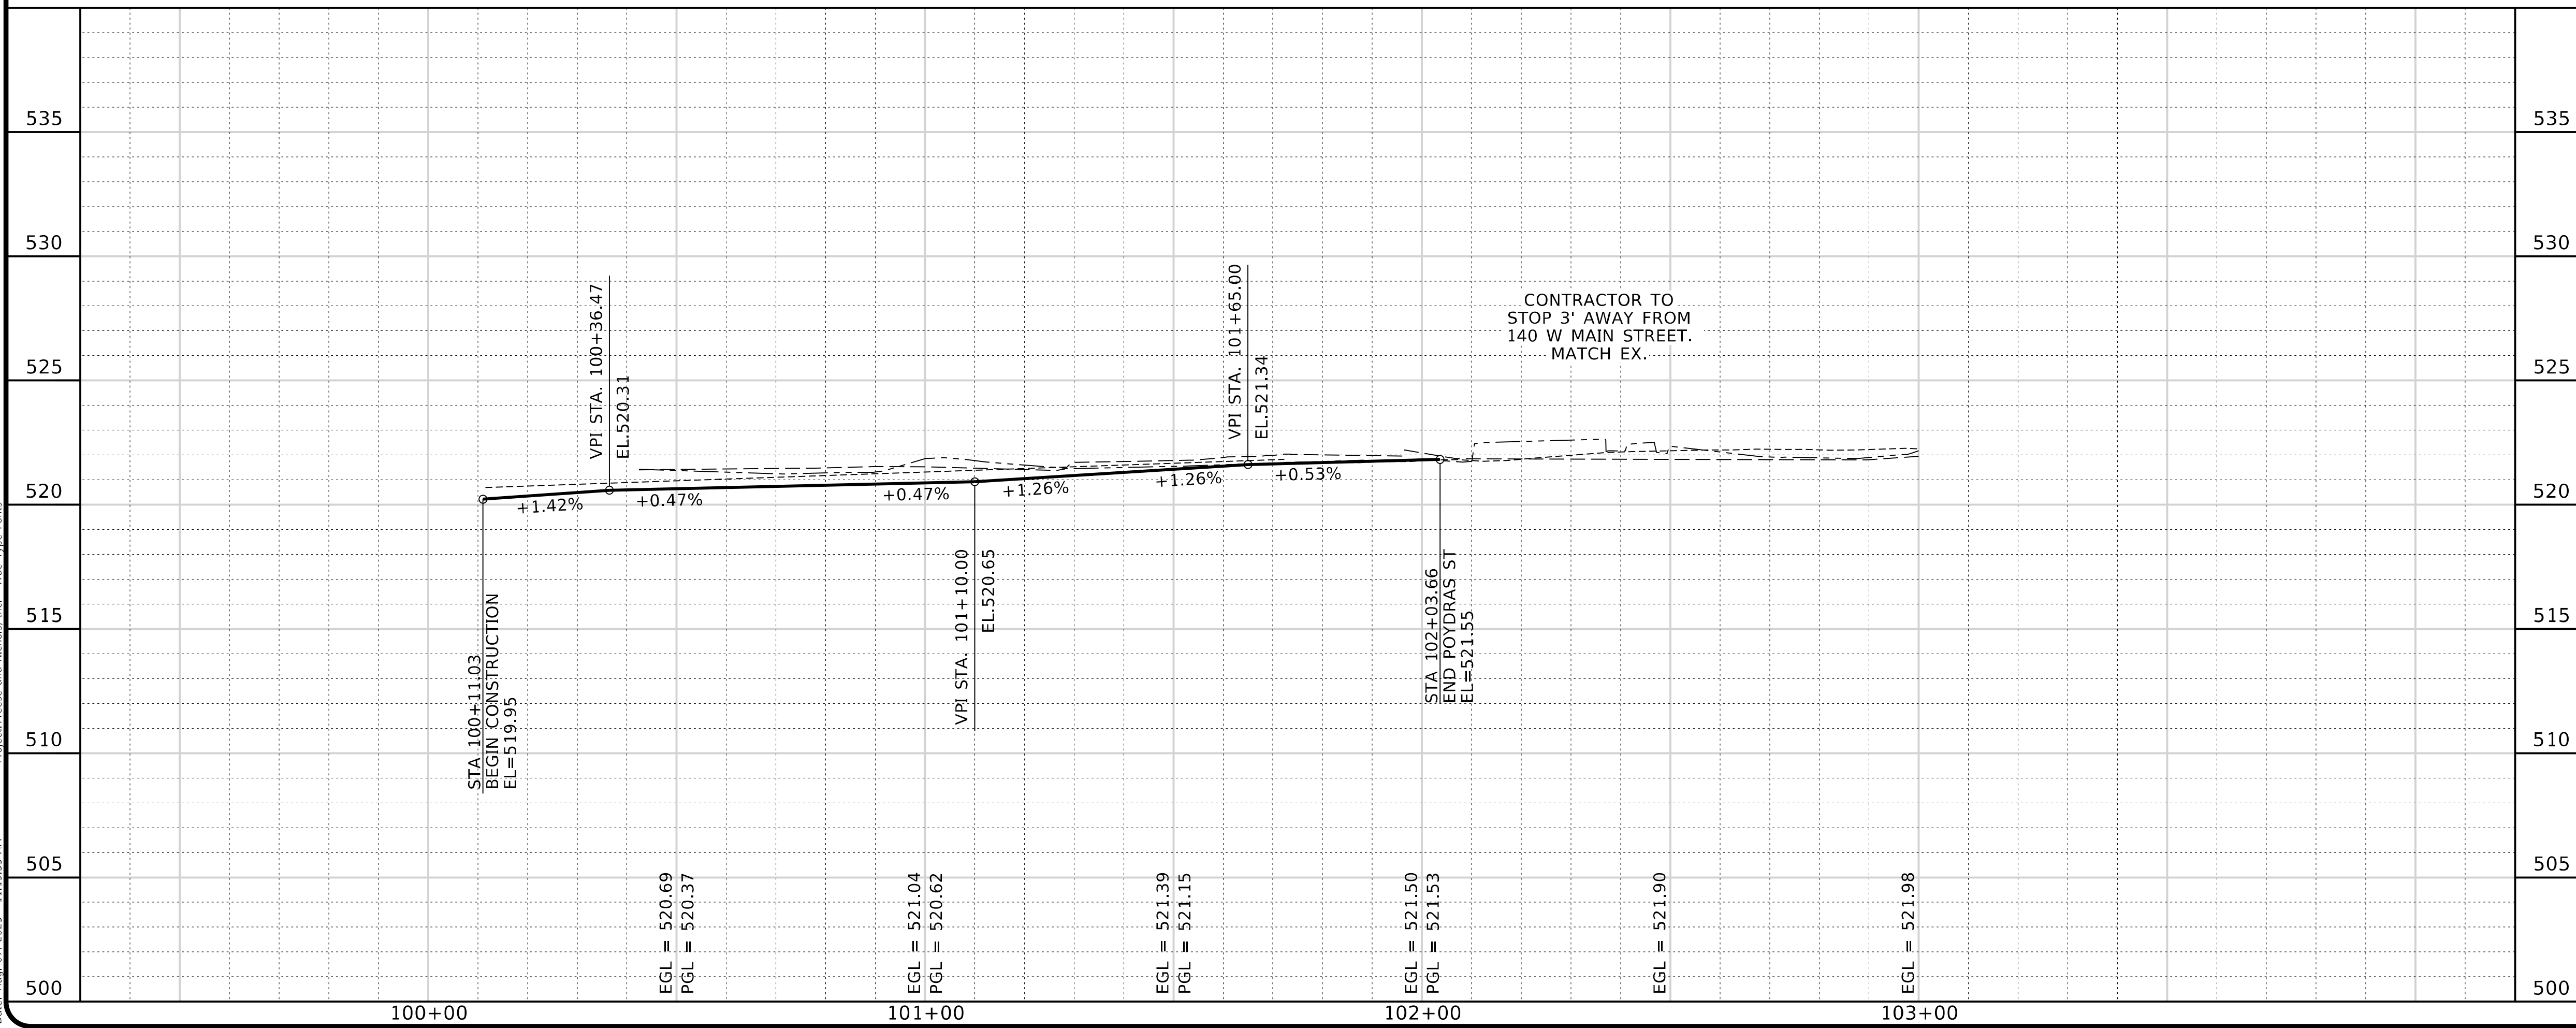 535
535
530
530
525
525
520
520
515
515
510
510
505
505
500
500
VPI STA. 100+36.47
EL.520.31
VPI STA. 101+65.00
EL.521.34
CONTRACTOR TO
STOP 3' AWAY FROM
140 W MAIN STREET.
MATCH EX.
+1.42%
+0.47%
+0.47%
+1.26%
+1.26%
+0.53%
STA 100+11.03
BEGIN CONSTRUCTION
EL=519.95
VPI STA. 101+10.00
EL.520.65
STA 102+03.66
END POYDRAS ST
EL=521.55
EGL = 520.69
PGL = 520.37
EGL = 521.04
PGL = 520.62
EGL = 521.39
PGL = 521.15
EGL = 521.50
PGL = 521.53
EGL = 521.90
EGL = 521.98
100+00
101+00
102+00
103+00